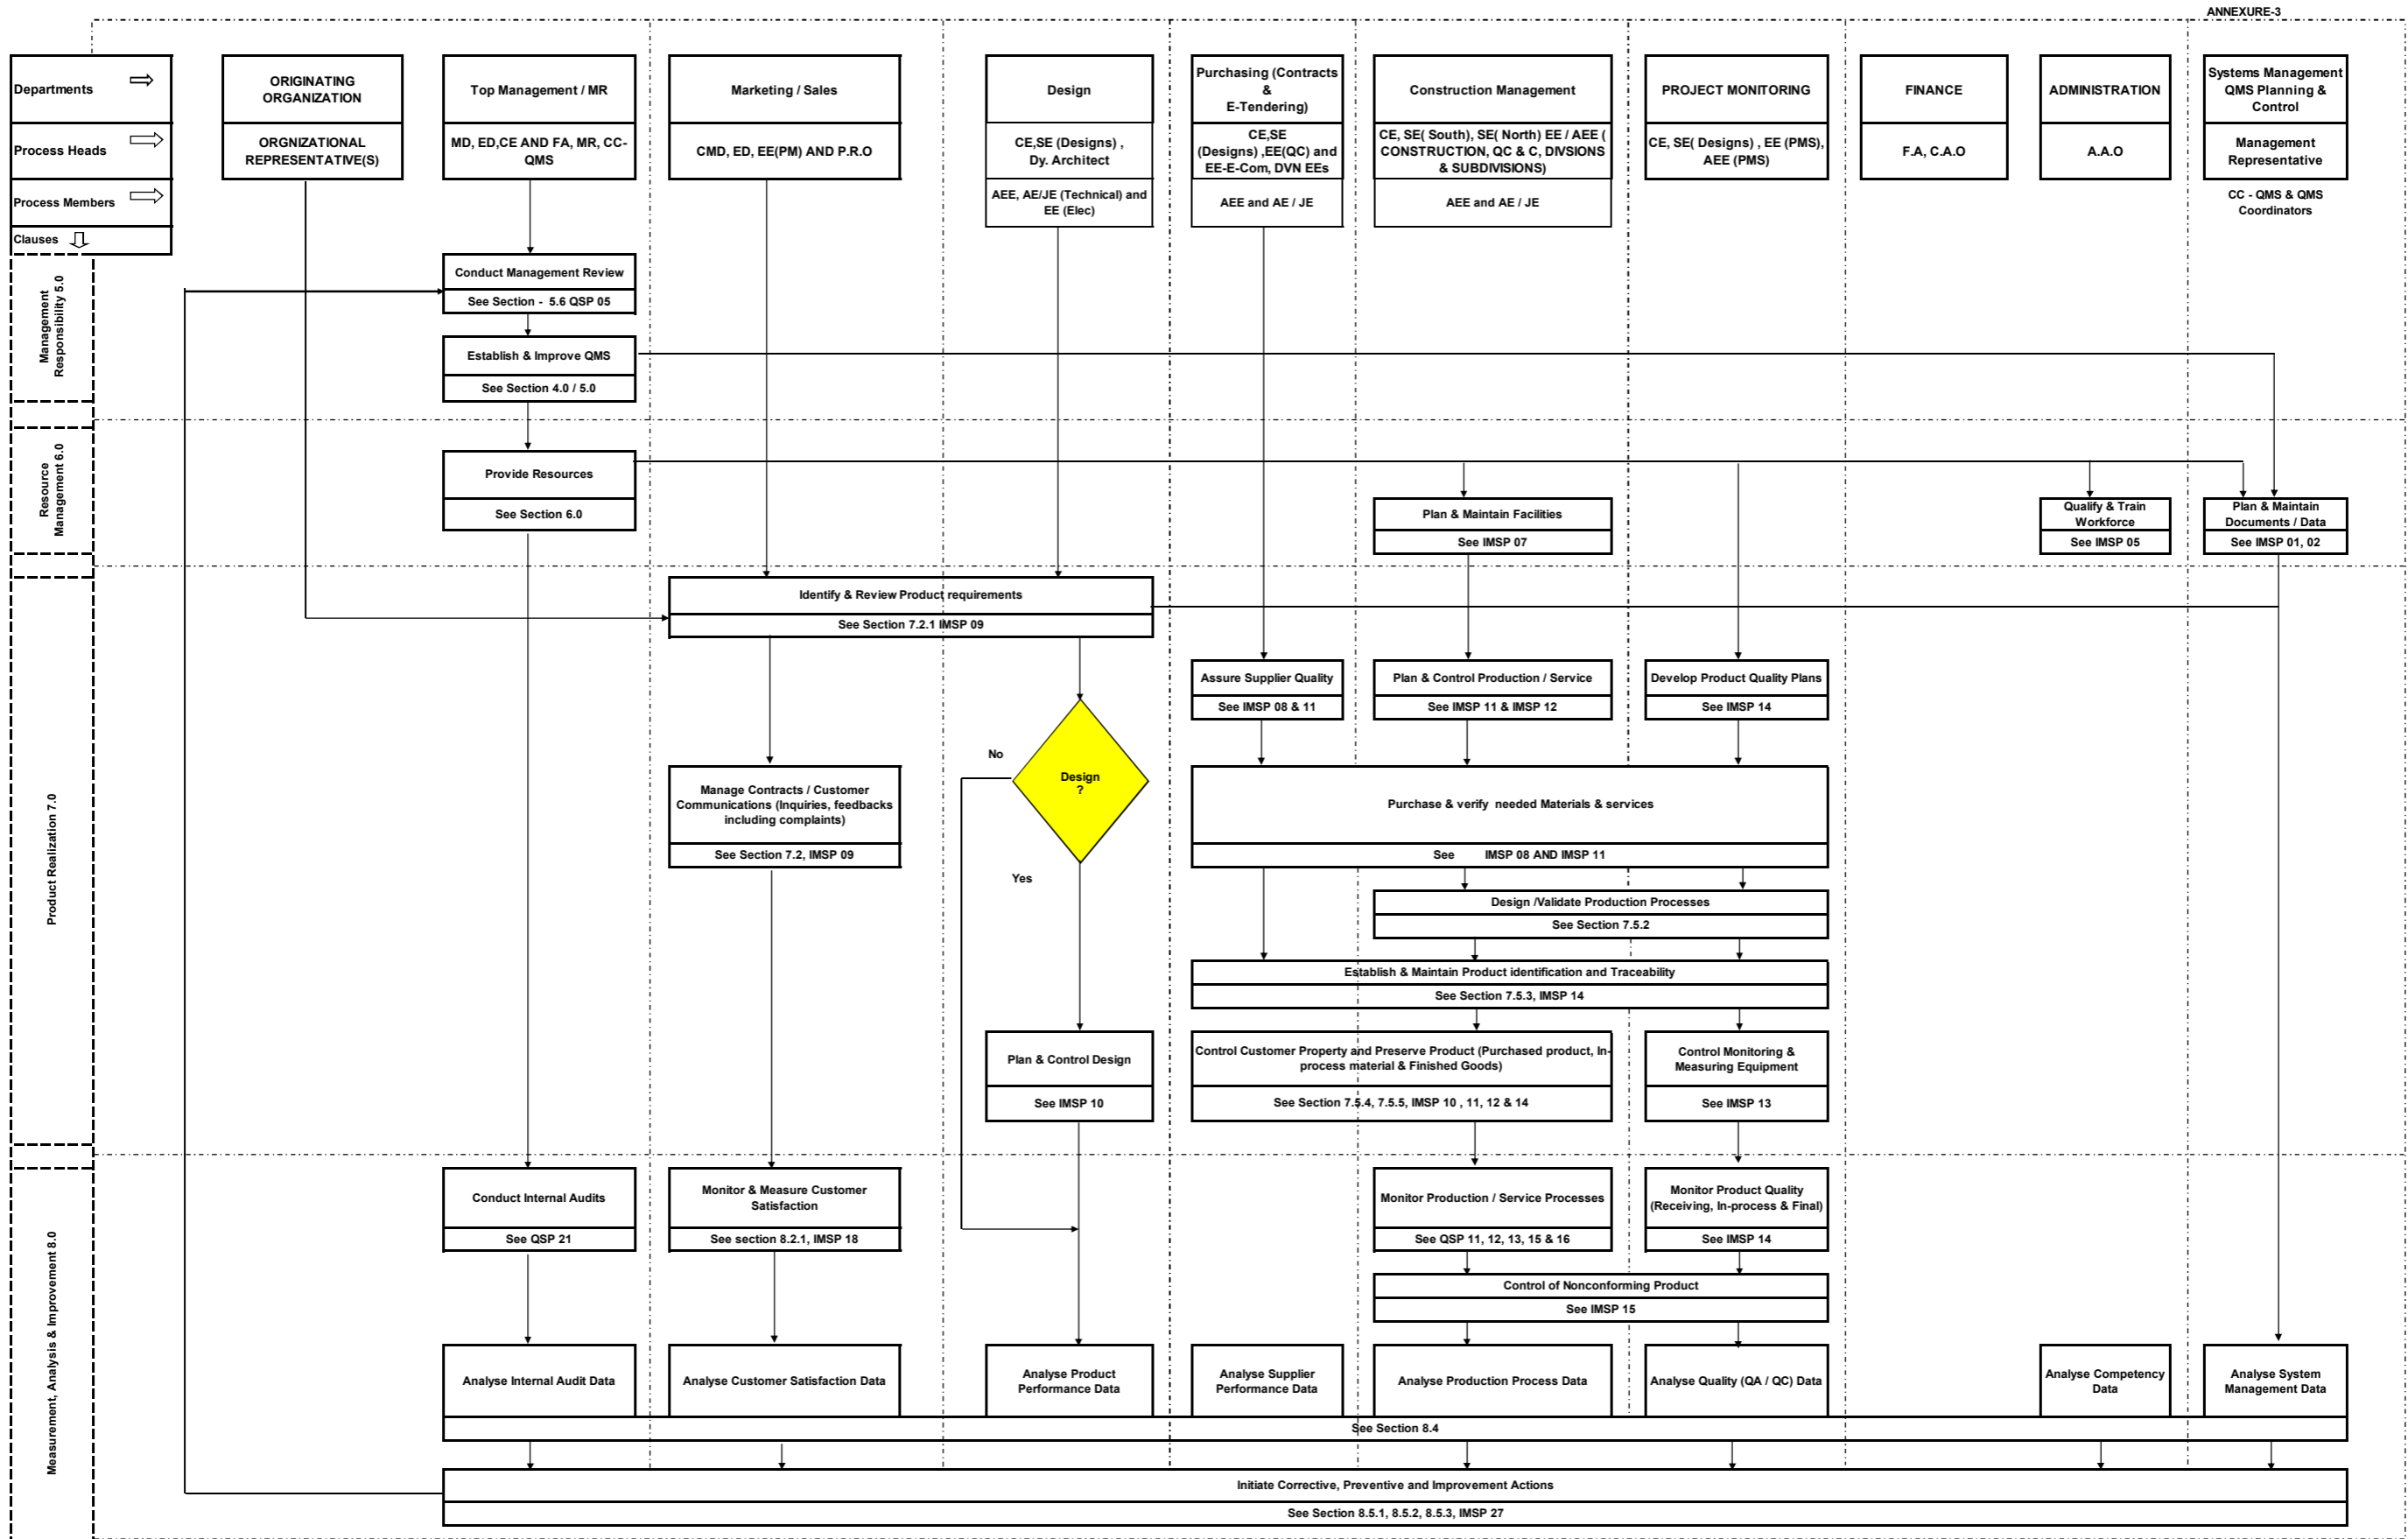 ANNEXURE-3
Departments
ORIGINATING
ORGANIZATION
Top Management / MR
Marketing / Sales
Design
Purchasing (Contracts
&
E-Tendering)
Construction Management
PROJECT MONITORING
FINANCE
ADMINISTRATION
Systems Management
QMS Planning &
Control
Process Heads
ORGNIZATIONAL
REPRESENTATIVE(S)
MD, ED,CE AND FA, MR, CC-
QMS
CMD, ED, EE(PM) AND P.R.O
CE,SE (Designs) ,
Dy. Architect
CE,SE
(Designs) ,EE(QC) and
EE-E-Com, DVN EEs
CE, SE( South), SE( North) EE / AEE (
CONSTRUCTION, QC & C, DIVSIONS
& SUBDIVISIONS)
CE, SE( Designs) , EE (PMS),
AEE (PMS)
F.A, C.A.O
A.A.O
Management
Representative
Process Members
AEE, AE/JE (Technical) and
EE (Elec)
AEE and AE / JE
AEE and AE / JE
CC - QMS & QMS
Coordinators
Clauses
Management
Responsibility 5.0
Conduct Management Review
See Section - 5.6 QSP 05
Establish & Improve QMS
See Section 4.0 / 5.0
Resource
Management 6.0
Provide Resources
See Section 6.0
Plan & Maintain Facilities
See IMSP 07
Qualify & Train
Workforce
See IMSP 05
Plan & Maintain
Documents / Data
See IMSP 01, 02
Product Realization 7.0
Identify & Review Product requirements
See Section 7.2.1 IMSP 09
Assure Supplier Quality
See IMSP 08 & 11
Plan & Control Production / Service
See IMSP 11 & IMSP 12
Develop Product Quality Plans
See IMSP 14
No
Design
?
Yes
Manage Contracts / Customer
Communications (Inquiries, feedbacks
including complaints)
See Section 7.2, IMSP 09
Purchase & verify needed Materials & services
See IMSP 08 AND IMSP 11
Design /Validate Production Processes
See Section 7.5.2
Establish & Maintain Product identification and Traceability
See Section 7.5.3, IMSP 14
Plan & Control Design
See IMSP 10
Control Customer Property and Preserve Product (Purchased product, In-
process material & Finished Goods)
See Section 7.5.4, 7.5.5, IMSP 10 , 11, 12 & 14
Control Monitoring &
Measuring Equipment
See IMSP 13
Measurement, Analysis & Improvement 8.0
Conduct Internal Audits
See QSP 21
Monitor & Measure Customer
Satisfaction
See section 8.2.1, IMSP 18
Monitor Production / Service Processes
See QSP 11, 12, 13, 15 & 16
Monitor Product Quality
(Receiving, In-process & Final)
See IMSP 14
Control of Nonconforming Product
See IMSP 15
Analyse Internal Audit Data
Analyse Customer Satisfaction Data
Analyse Product
Performance Data
Analyse Supplier
Performance Data
Analyse Production Process Data
Analyse Quality (QA / QC) Data
Analyse Competency
Data
Analyse System
Management Data
See Section 8.4
Initiate Corrective, Preventive and Improvement Actions
See Section 8.5.1, 8.5.2, 8.5.3, IMSP 27